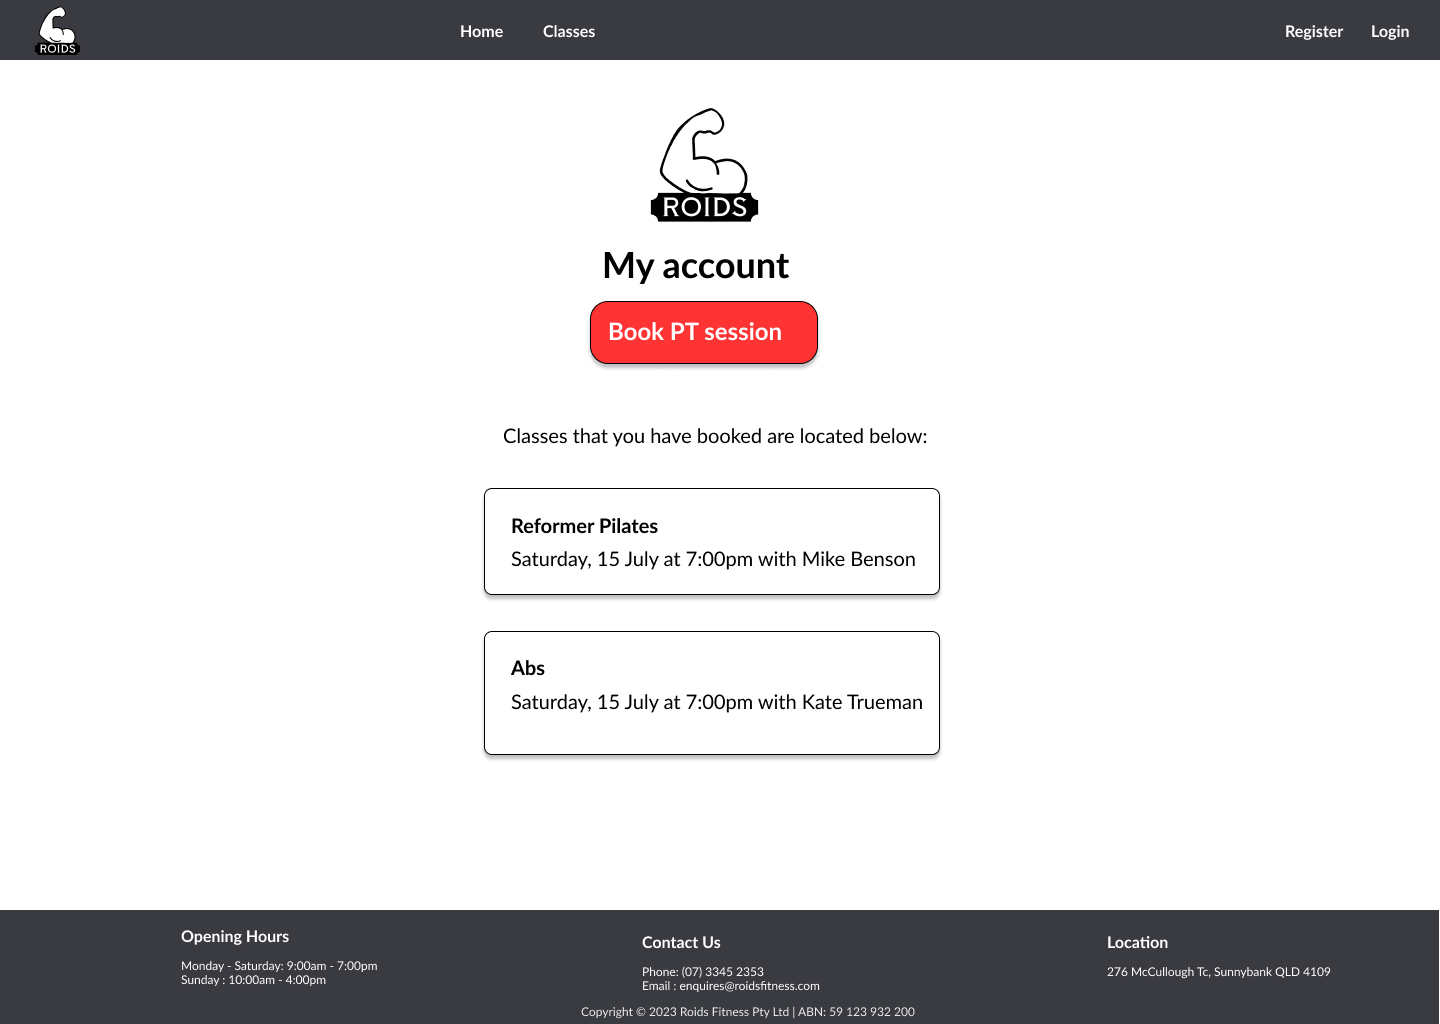 ROIDS
Home
Classes
Register
Login
ROIDS
My account
Book PT session
Classes that you have booked are located below:
Reformer Pilates
Saturday, 15 July at 7:00pm with Mike Benson
Abs
Saturday, 15 July at 7:00pm with Kate Trueman
Opening Hours
Monday - Saturday: 9:00am - 7:00pm
Sunday : 10:00am - 4:00pm
Contact Us
Phone: (07) 3345 2353
Email : enquires@roidsfitness.com
Location
276 McCullough Tc, Sunnybank QLD 4109
Copyright © 2023 Roids Fitness Pty Ltd | ABN: 59 123 932 200